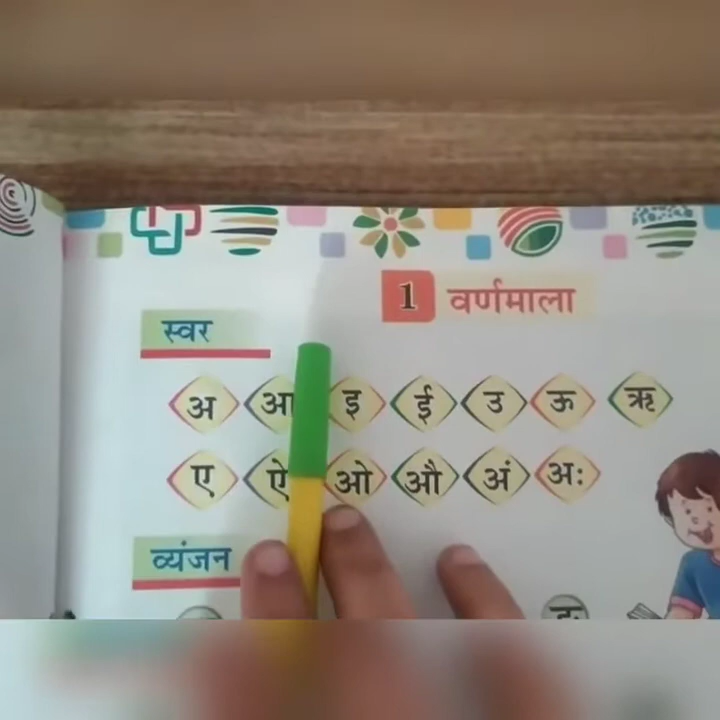 1 वर्णमाला
स्वर
अ आ इ ई उ ऊ ऋ
ए ऐ ओ औ अं अः
व्यंजन